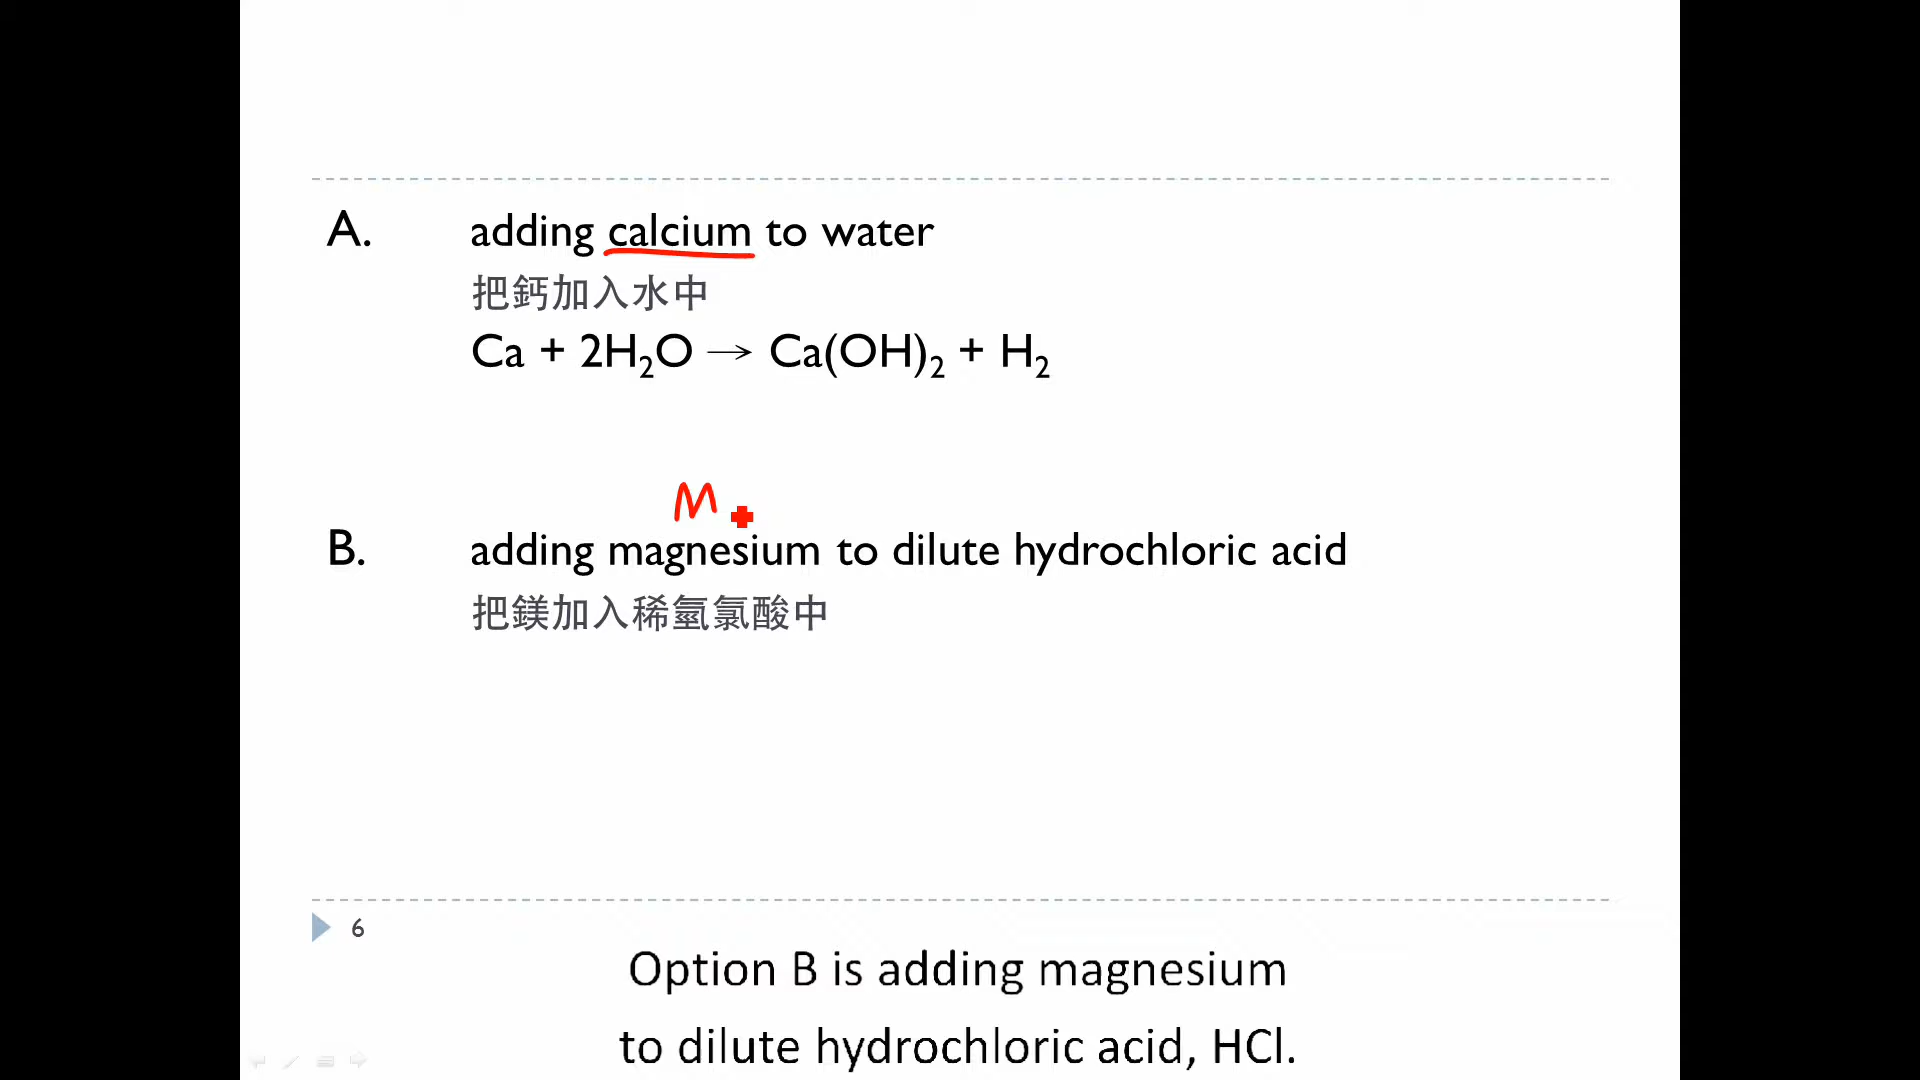 A. adding calcium to water
把鈣加入水中
Ca + 2H₂O → Ca(OH)₂ + H₂
M
B. adding magnesium to dilute hydrochloric acid
把鎂加入稀氫氯酸中
6
Option B is adding magnesium
to dilute hydrochloric acid, HCl.